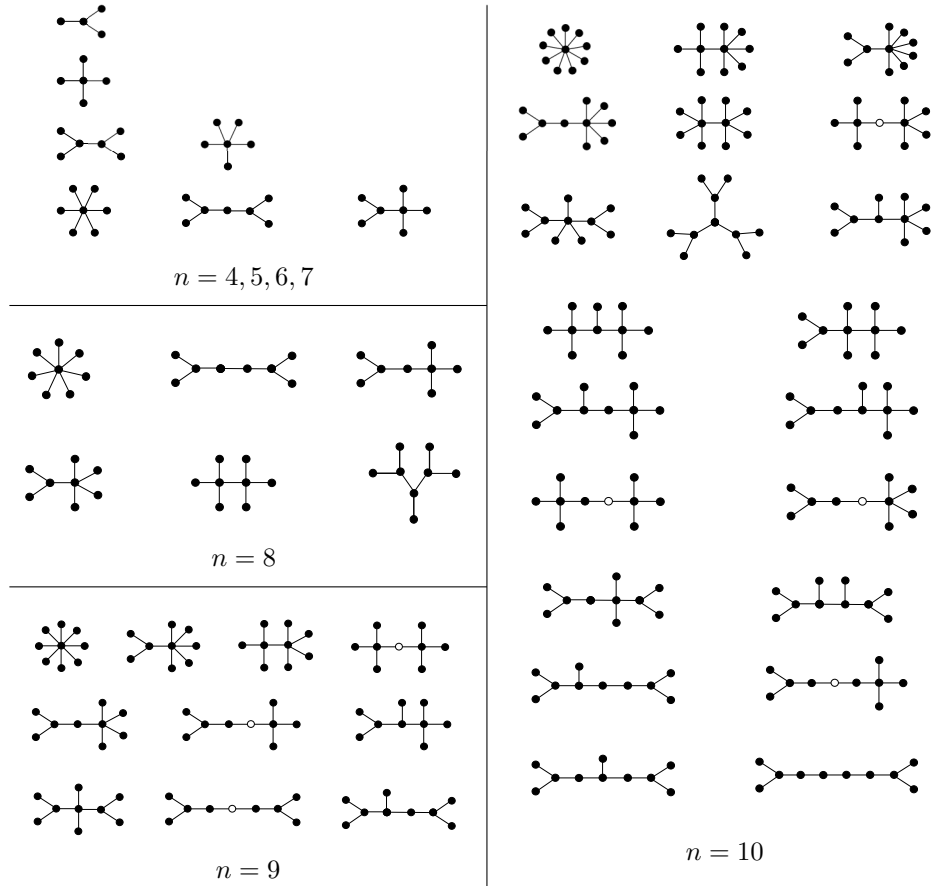 n = 4, 5, 6, 7
n = 8
n = 9
n = 10